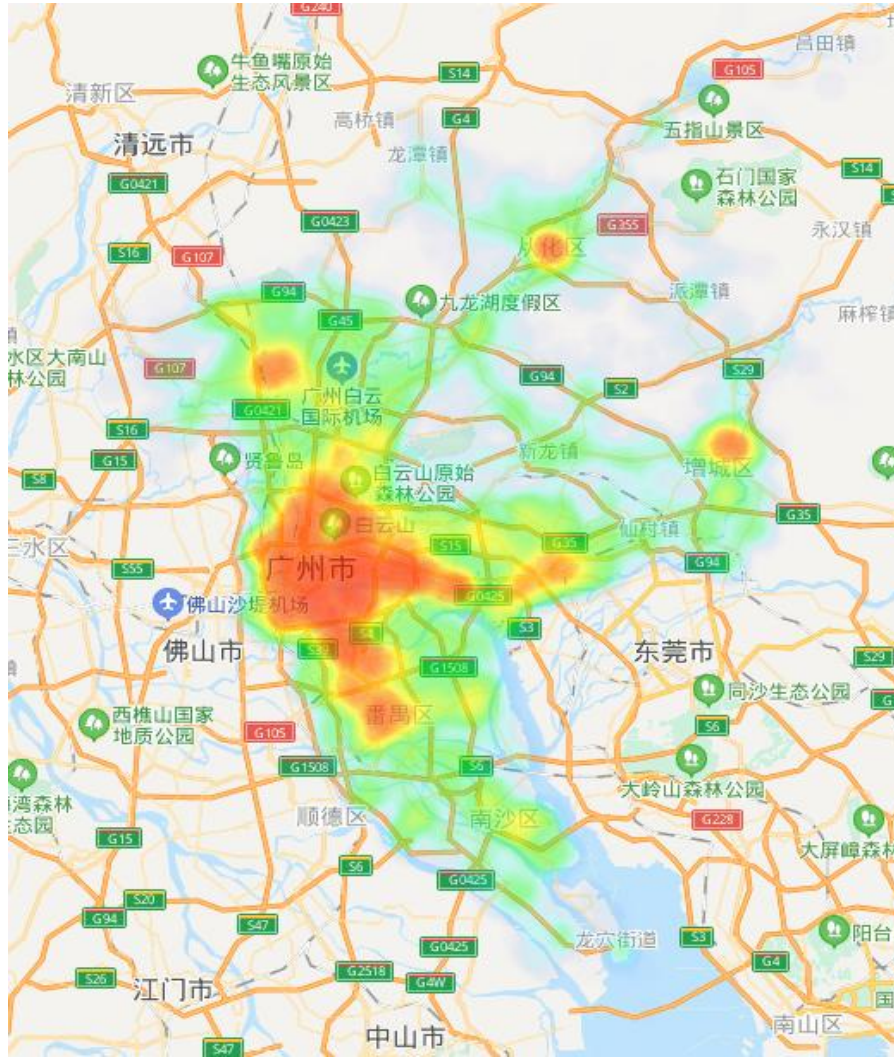 G240
吕田镇
牛鱼嘴原始
生态风景区
S14
G105
清新区
五指山景区
高桥镇
G4
清远市
龙潭镇
石门国家
森林公园
S14
G0421
G0423
G355
永汉镇
S16
G107
从化区
G94
九龙湖度假区
派潭镇
麻榨镇
G45
水区大南山
林公园
G107
广州白云
国际机场
G94
S2
S29
G0421
S16
G15
贤鲁岛
新龙镇
增城区
S8
白云山原始
森林公园
白云山
仙村镇
G35
三水区
S15
G35
S55
广州市
G94
佛山沙堤机场
G0425
S3
佛山市
S4
S39
G1508
东莞市
S29
番禺区
同沙生态公园
西樵山国家
地质公园
G105
S6
G1508
S6
大岭山森林公园
湾森林
态园
顺德区
南沙区
G228
大屏嶂森林
G15
S6
G0425
S20
G94
S47
龙穴街道
S3
阳台
G0425
G4
S26
江门市
G2518
G4W
国
南山区
中山市
S47